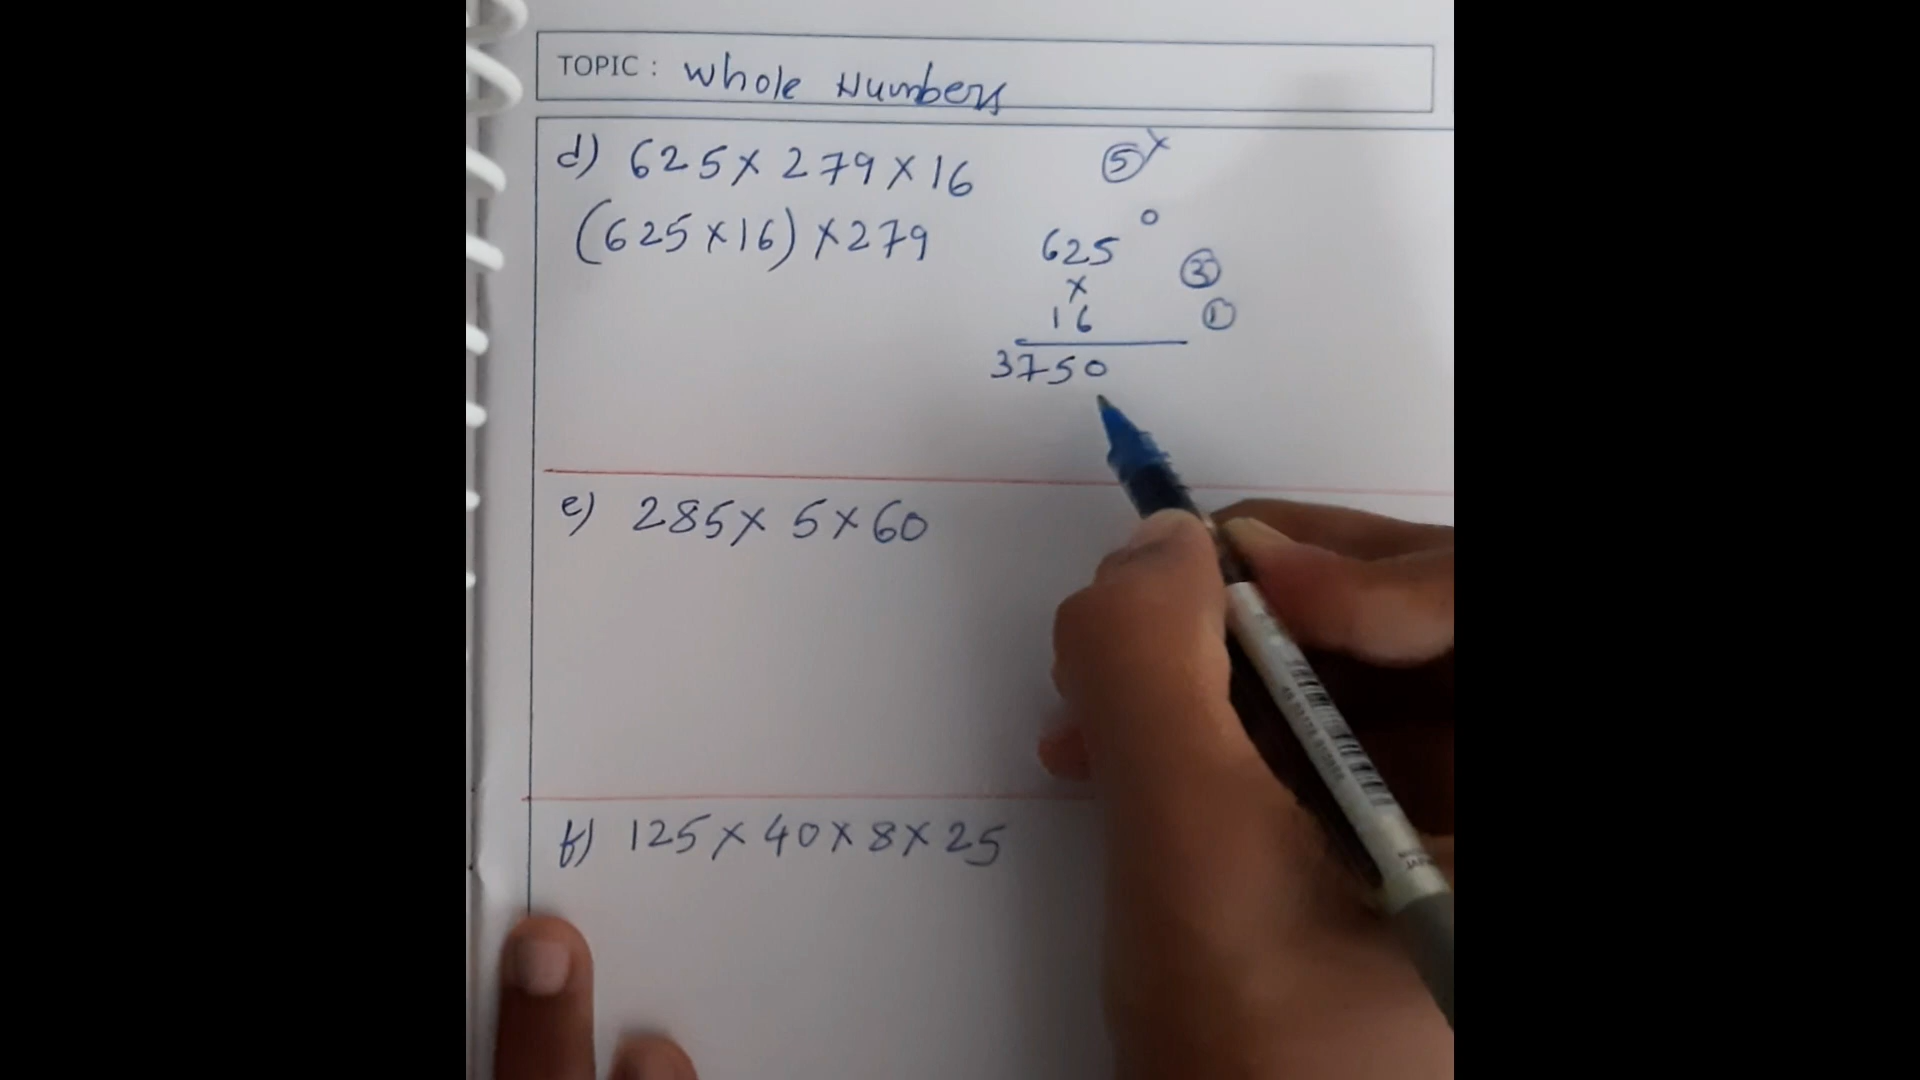 TOPIC : Whole Numbers
d) 625 x 279 x 16
5 x
(625 x 16) x 279
0
625
3
x
16
1
3750
e) 285 x 5 x 60
f) 125 x 40 x 8 x 25